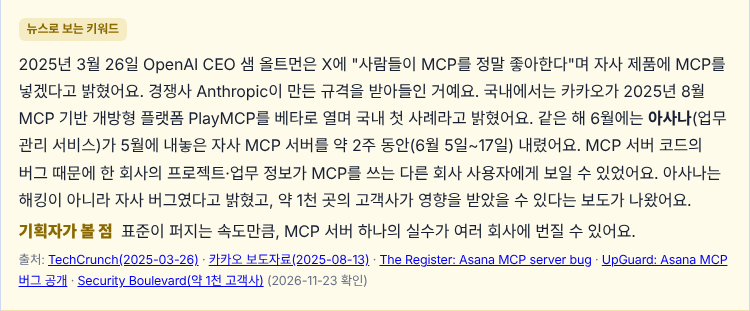 뉴스로 보는 키워드
2025년 3월 26일 OpenAI CEO 샘 올트먼은 X에 "사람들이 MCP를 정말 좋아한다"며 자사 제품에 MCP를
넣겠다고 밝혔어요. 경쟁사 Anthropic이 만든 규격을 받아들인 거예요. 국내에서는 카카오가 2025년 8월
MCP 기반 개방형 플랫폼 PlayMCP를 베타로 열며 국내 첫 사례라고 밝혔어요. 같은 해 6월에는 아사나(업무
관리 서비스)가 5월에 내놓은 자사 MCP 서버를 약 2주 동안(6월 5일~17일) 내렸어요. MCP 서버 코드의
버그 때문에 한 회사의 프로젝트·업무 정보가 MCP를 쓰는 다른 회사 사용자에게 보일 수 있었어요. 아사나는
해킹이 아니라 자사 버그였다고 밝혔고, 약 1천 곳의 고객사가 영향을 받았을 수 있다는 보도가 나왔어요.
기획자가 볼 점 표준이 퍼지는 속도만큼, MCP 서버 하나의 실수가 여러 회사에 번질 수 있어요.
출처: TechCrunch(2025-03-26) · 카카오 보도자료(2025-08-13) · The Register: Asana MCP server bug · UpGuard: Asana MCP
버그 공개 · Security Boulevard(약 1천 고객사) (2026-11-23 확인)